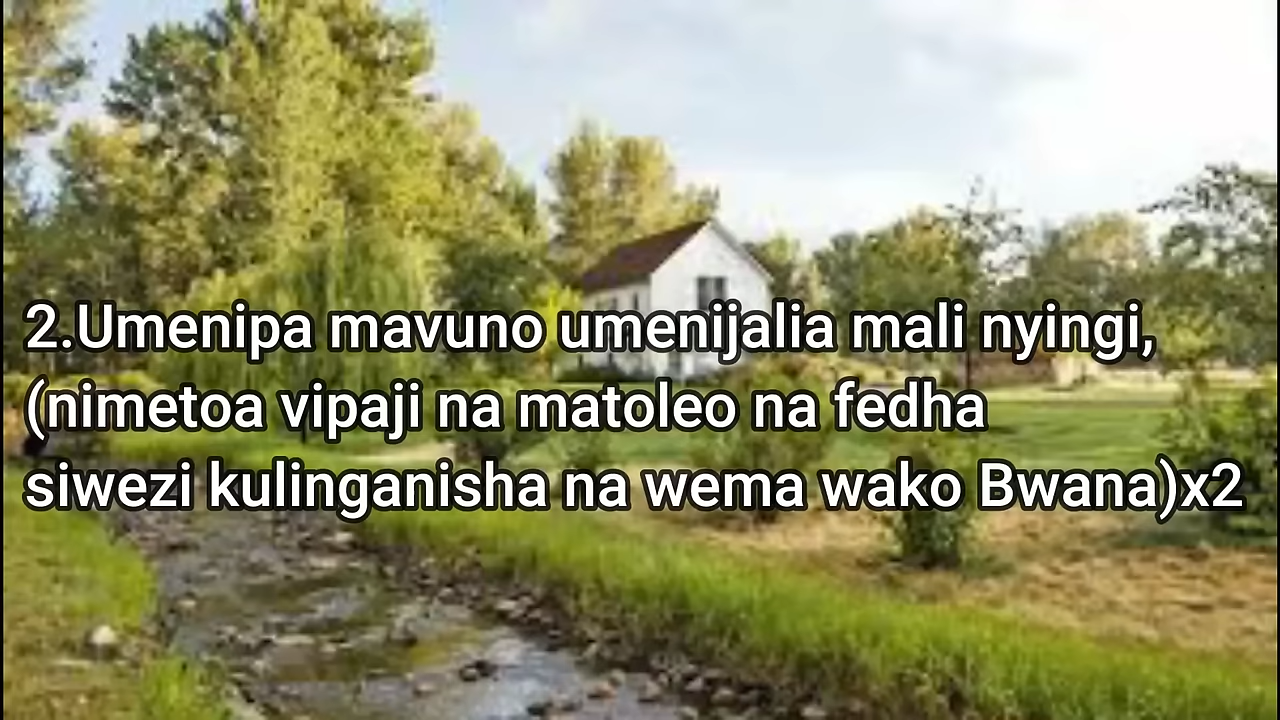 2.Umenipa mavuno umenijalia mali nyingi,
(nimetoa vipaji na matoleo na fedha
siwezi kulinganisha na wema wako Bwana)x2